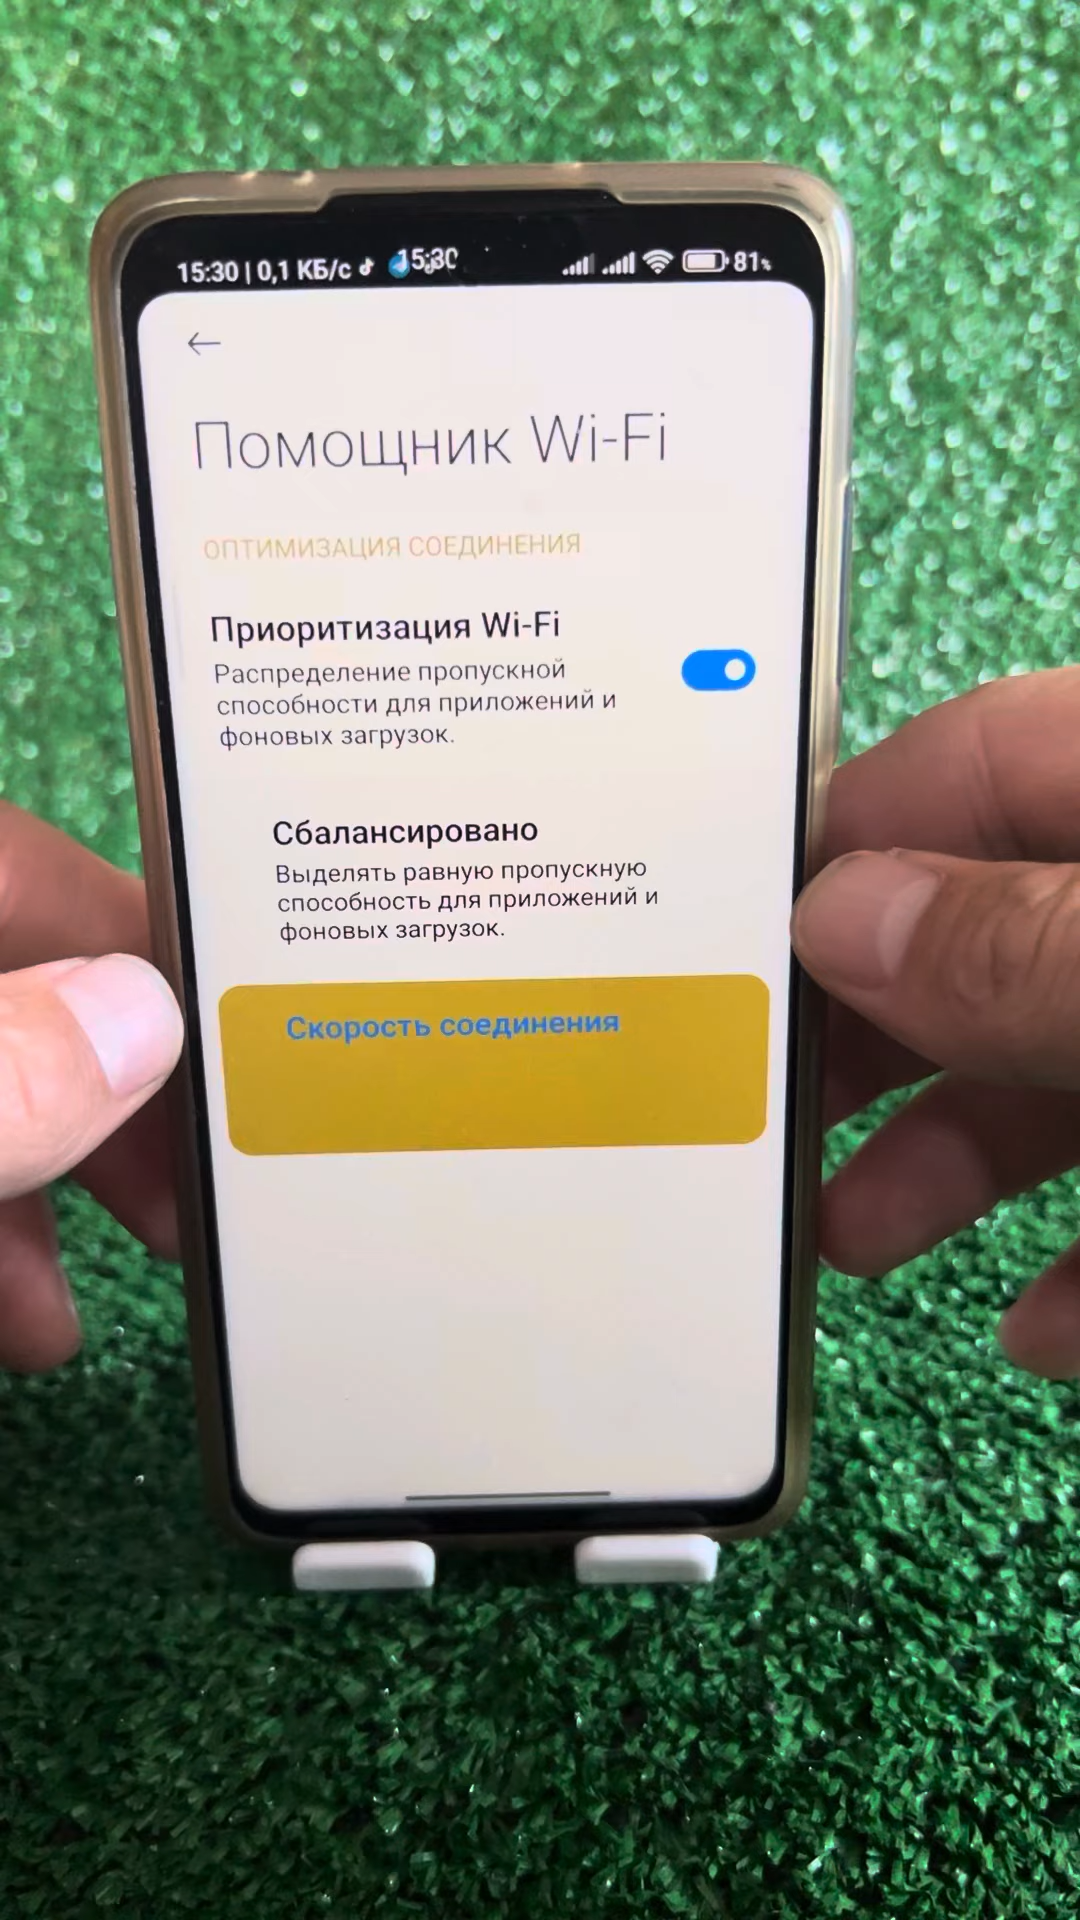 15:30 | 0,1 КБ/с 15:30 81%
Помощник Wi-Fi
ОПТИМИЗАЦИЯ СОЕДИНЕНИЯ
Приоритизация Wi-Fi
Распределение пропускной
способности для приложений и
фоновых загрузок.
Сбалансировано
Выделять равную пропускную
способность для приложений и
фоновых загрузок.
Скорость соединения